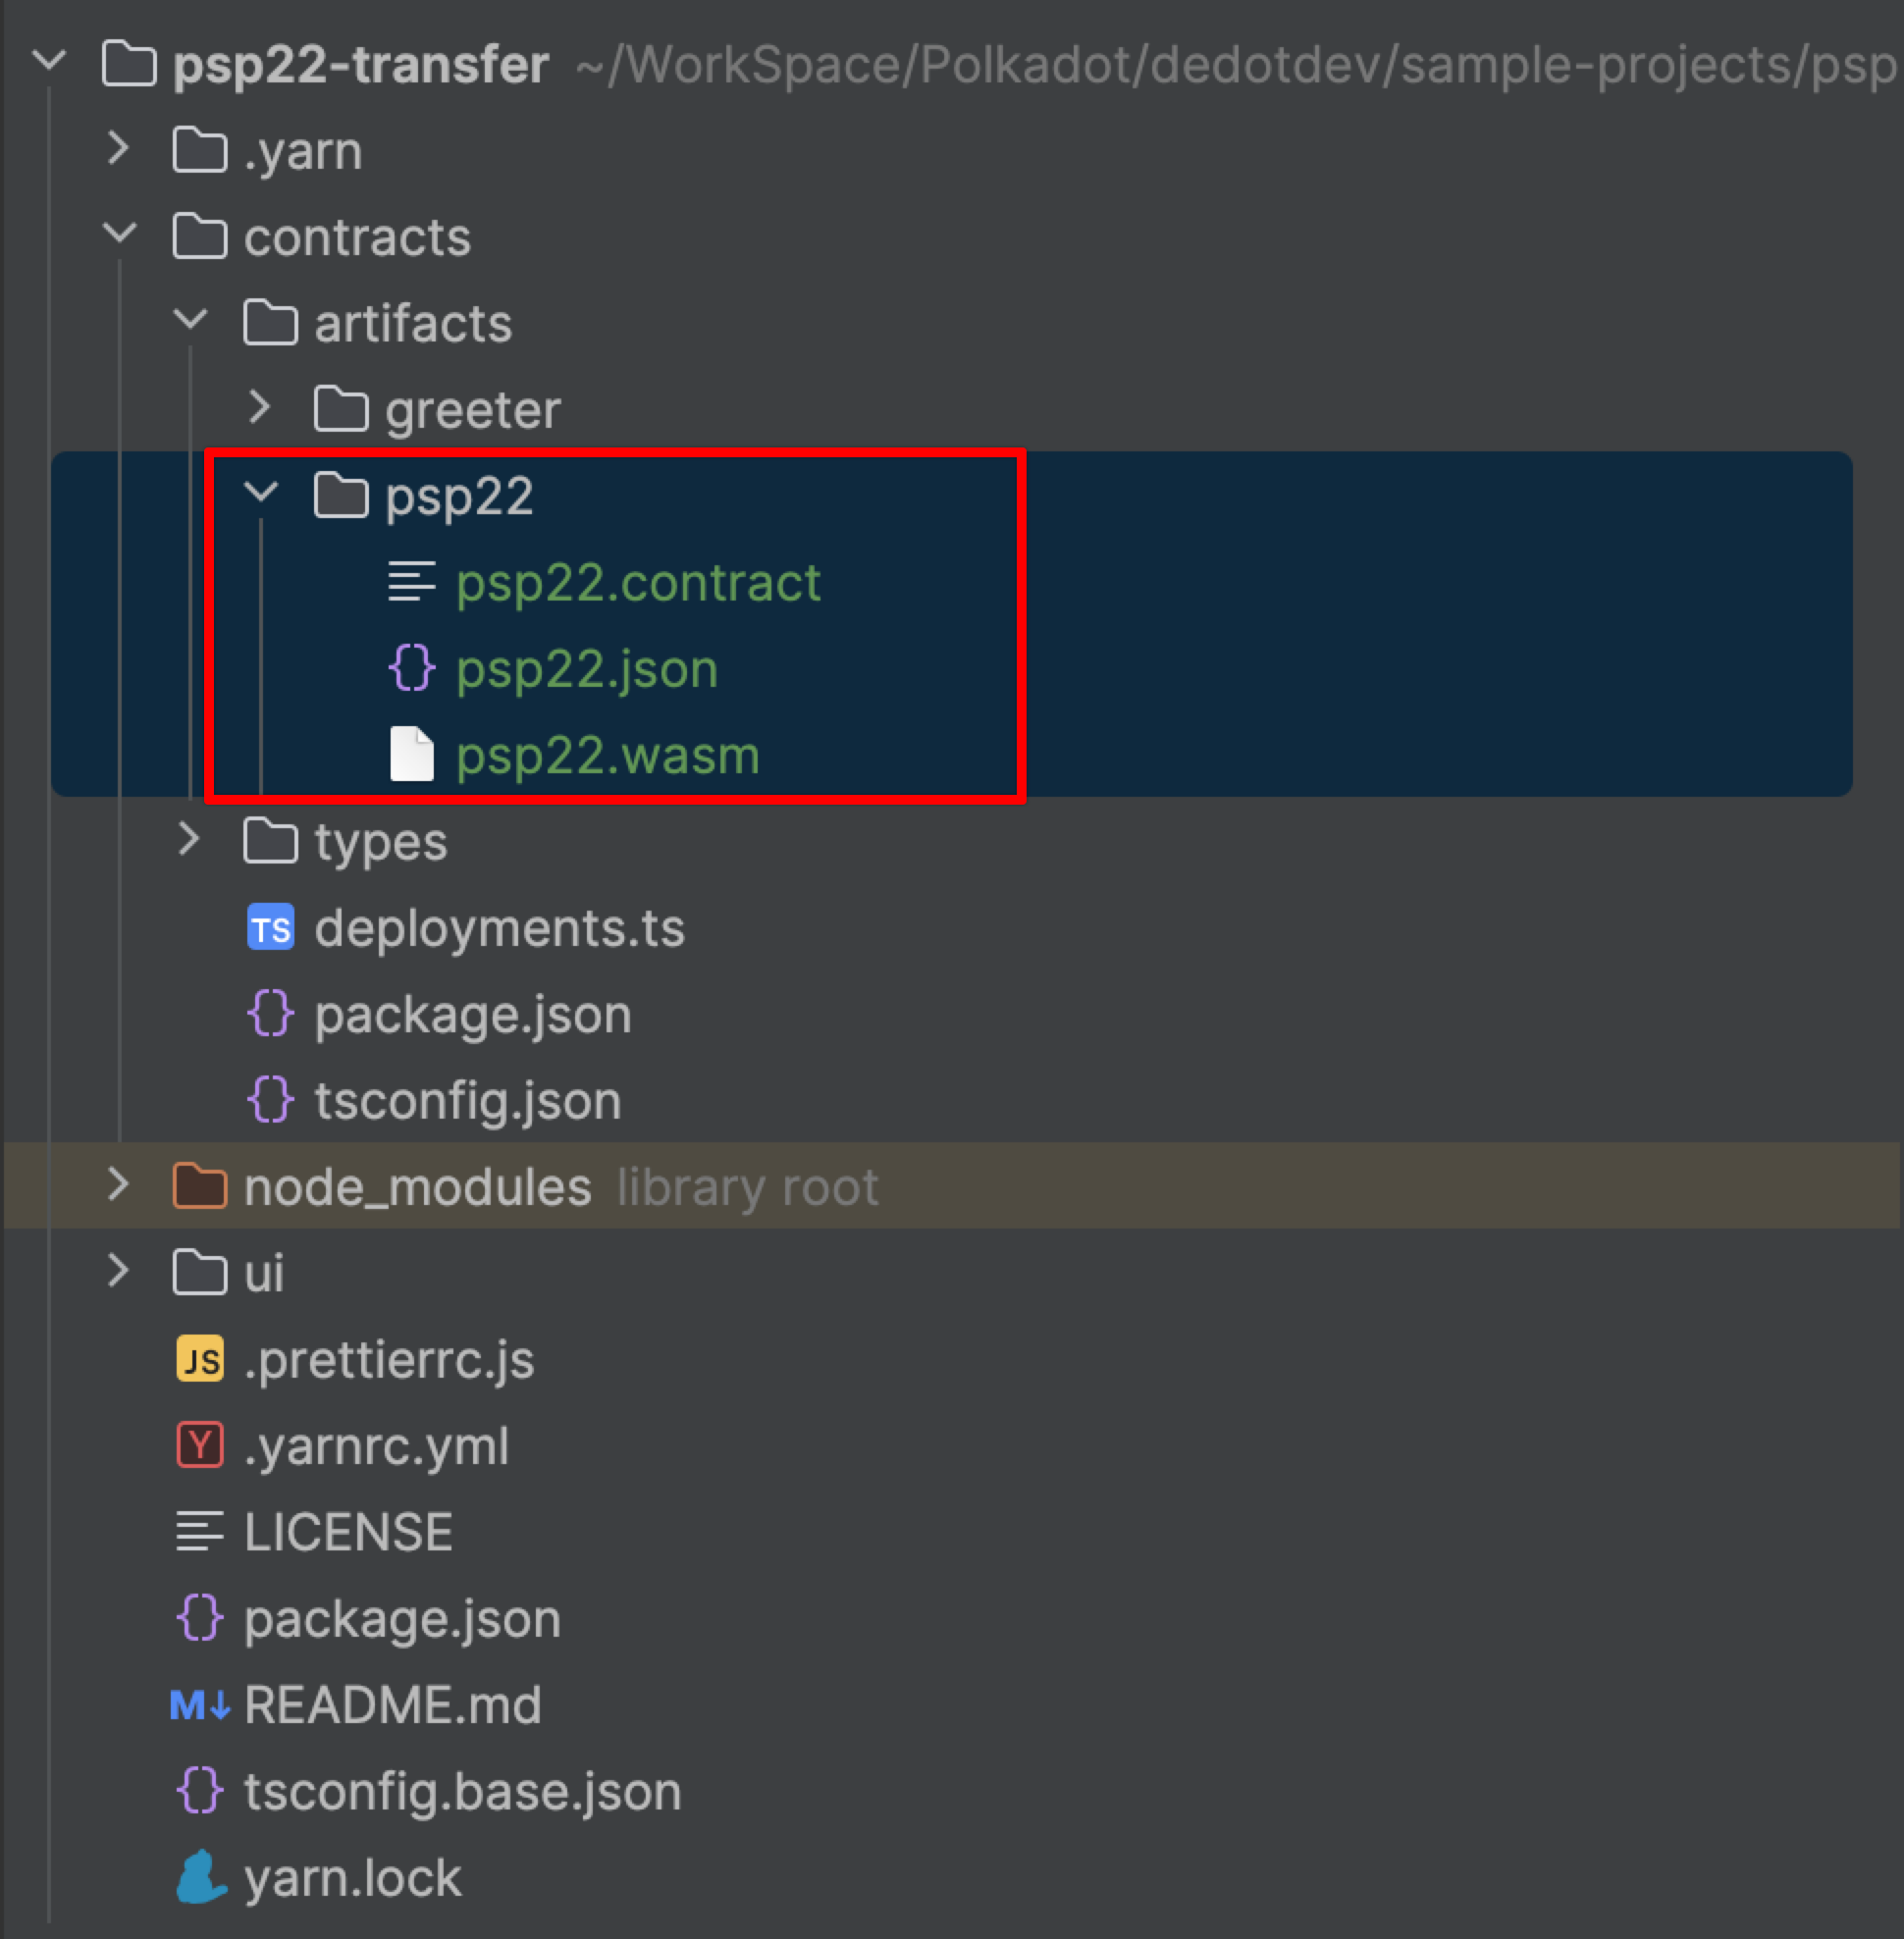 psp22-transfer ~/WorkSpace/Polkadot/dedotdev/sample-projects/psp
.yarn
contracts
artifacts
greeter
psp22
psp22.contract
{} psp22.json
psp22.wasm
types
TS deployments.ts
{} package.json
{} tsconfig.json
node_modules library root
ui
JS .prettierrc.js
Y .yarnrc.yml
LICENSE
{} package.json
M↓ README.md
{} tsconfig.base.json
yarn.lock